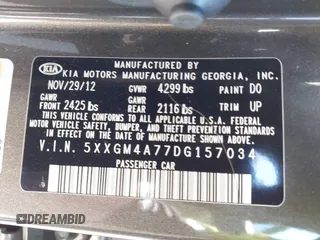 MANUFACTURED BY
KIA KIA MOTORS MANUFACTURING GEORGIA, INC.
NOV/29/12 GVWR 4299 lbs PAINT D0
FRONT 2425 lbs REAR 2116 lbs TRIM UP
THIS VEHICLE CONFORMS TO ALL APPLICABLE
FEDERAL MOTOR VEHICLE SAFETY, BUMPER, AND
THEFT PREVENTION STANDARDS IN EFFECT ON
THE DATE OF MANUFACTURE SHOWN ABOVE.
V.I.N. 5XXGM4A77DG157034
PASSENGER CAR
DREAMBID